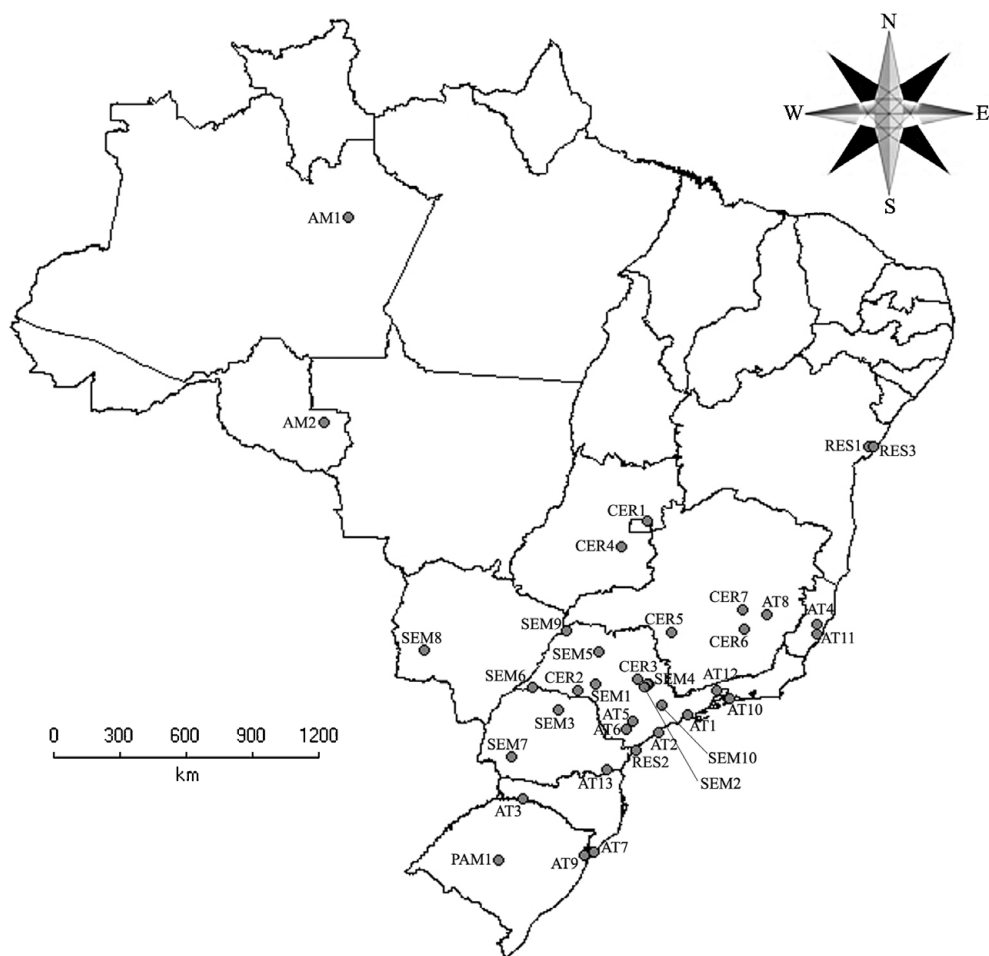 N
W
E
S
AM1
AM2
RES1
RES3
CER1
CER4
CER7
AT8
AT4
SEM9
CER5
CER6
AT11
SEM8
SEM5
CER3
AT12
SEM6
CER2
SEM1
SEM4
SEM3
AT5
AT10
AT6
AT1
AT2
0 300 600 900 1200
km
SEM7
RES2
SEM10
AT13
SEM2
AT3
AT7
PAM1
AT9